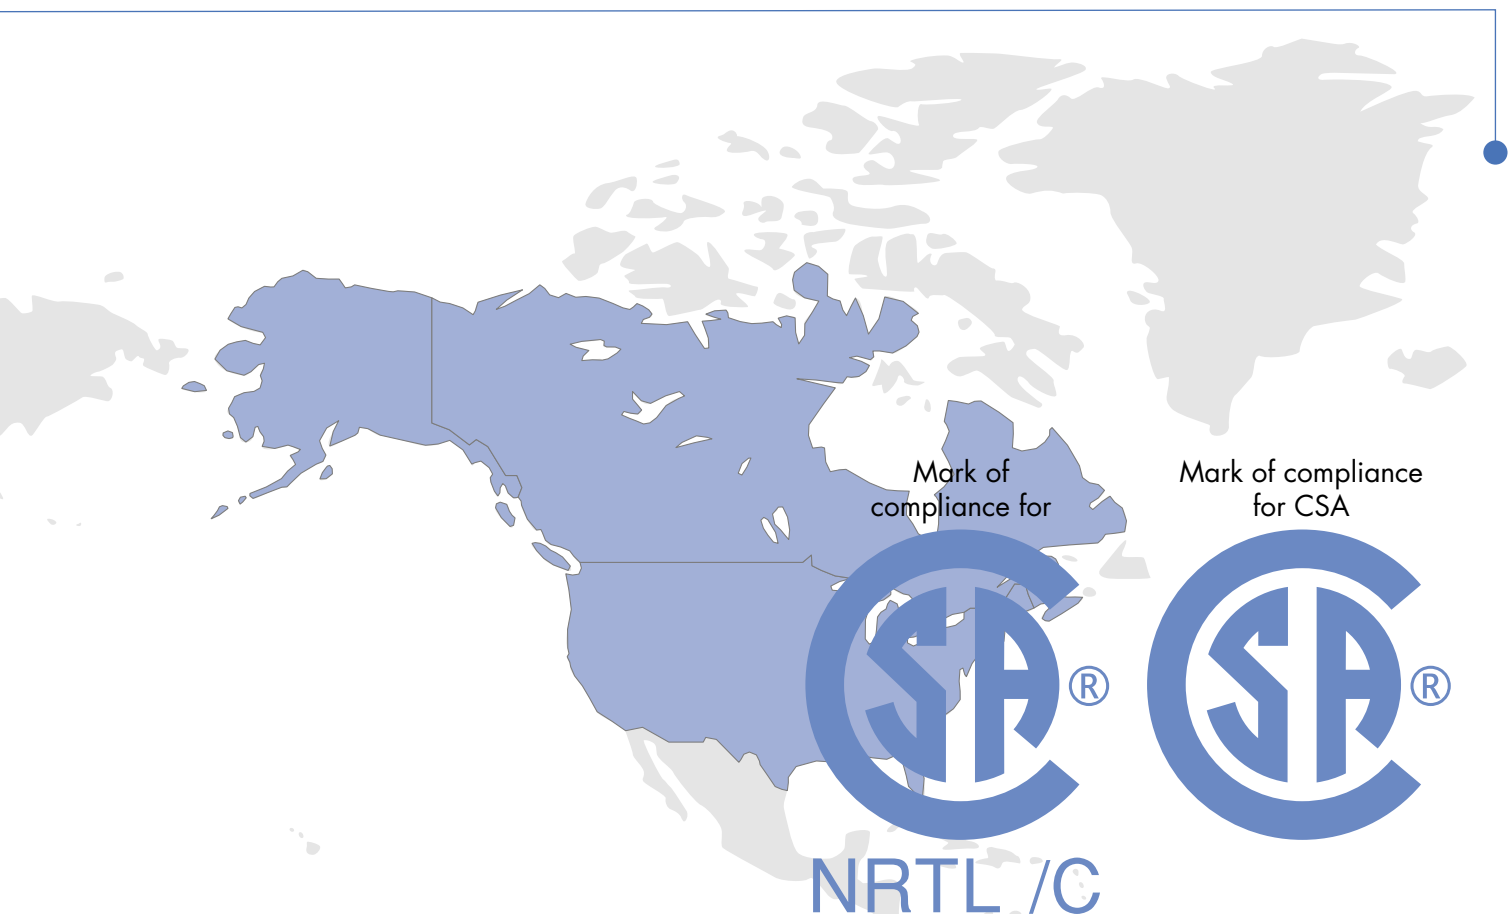 Mark of
compliance for
CSA®
NRTL /C
Mark of compliance
for CSA
CSA®